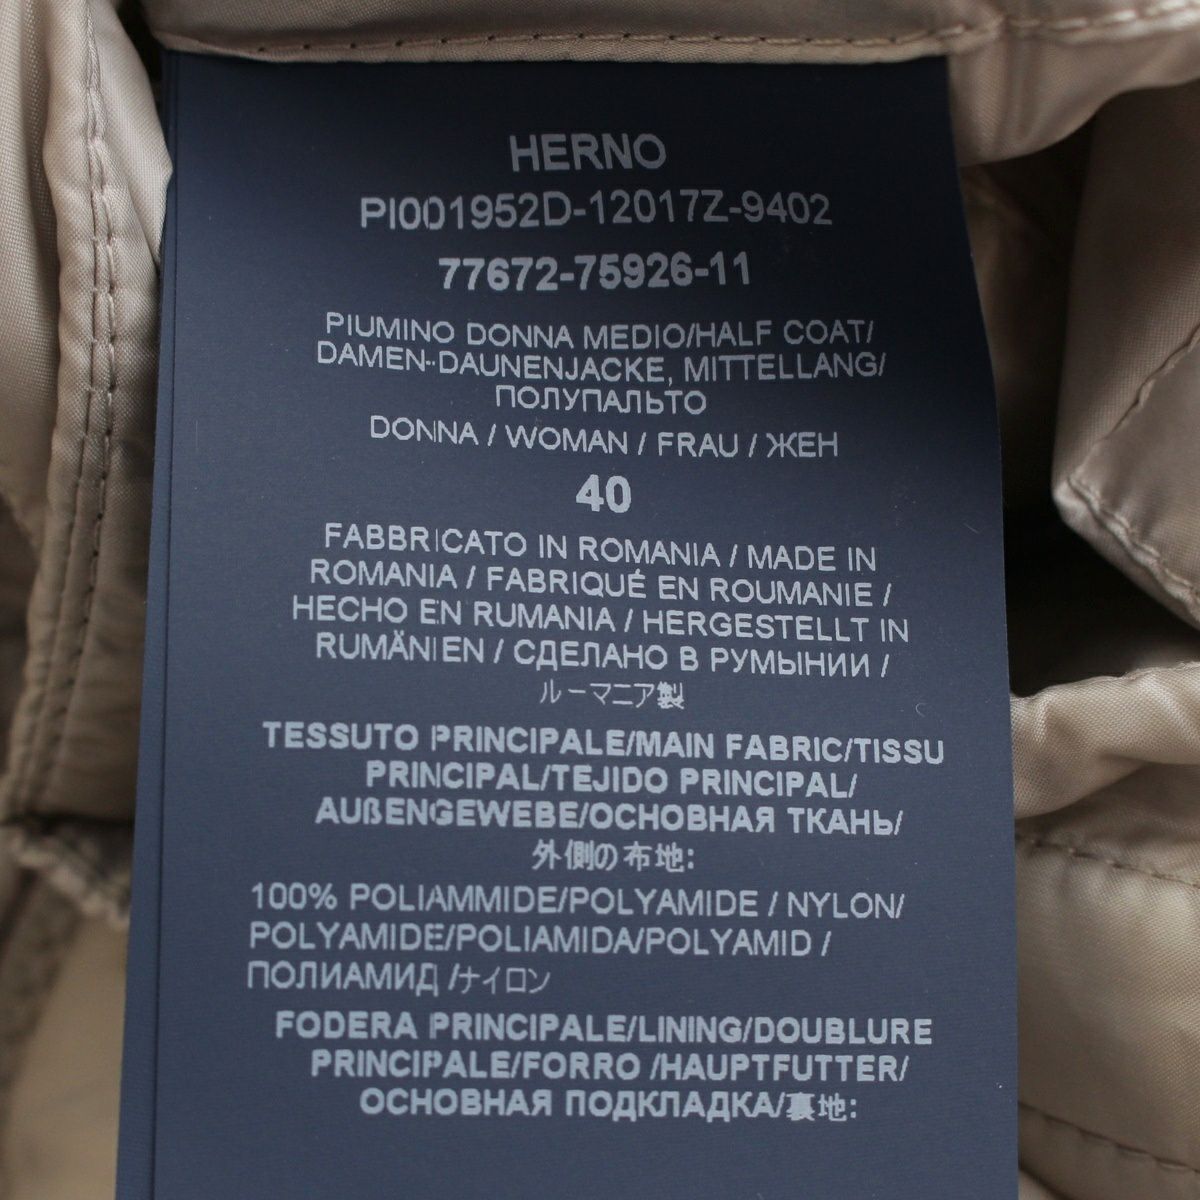 HERNO
PI001952D-12017Z-9402
77672-75926-11
PIUMINO DONNA MEDIO/HALF COAT/
DAMEN-DAUNENJACKE, MITTELLANG/
ПОЛУПАЛЬТО
DONNA / WOMAN / FRAU / ЖЕН
40
FABBRICATO IN ROMANIA / MADE IN
ROMANIA / FABRIQUÉ EN ROUMANIE /
HECHO EN RUMANIA / HERGESTELLT IN
RUMÄNIEN / СДЕЛАНО В РУМЫНИИ /
ルーマニア製
TESSUTO PRINCIPALE/MAIN FABRIC/TISSU
PRINCIPAL/TEJIDO PRINCIPAL/
AUßENGEWEBE/ОСНОВНАЯ ТКАНЬ/
外側の布地:
100% POLIAMMIDE/POLYAMIDE / NYLON/
POLYAMIDE/POLIAMIDA/POLYAMID /
ПОЛИАМИД /ナイロン
FODERA PRINCIPALE/LINING/DOUBLURE
PRINCIPALE/FORRO /HAUPTFUTTER/
ОСНОВНАЯ ПОДКЛАДКА/裏地: